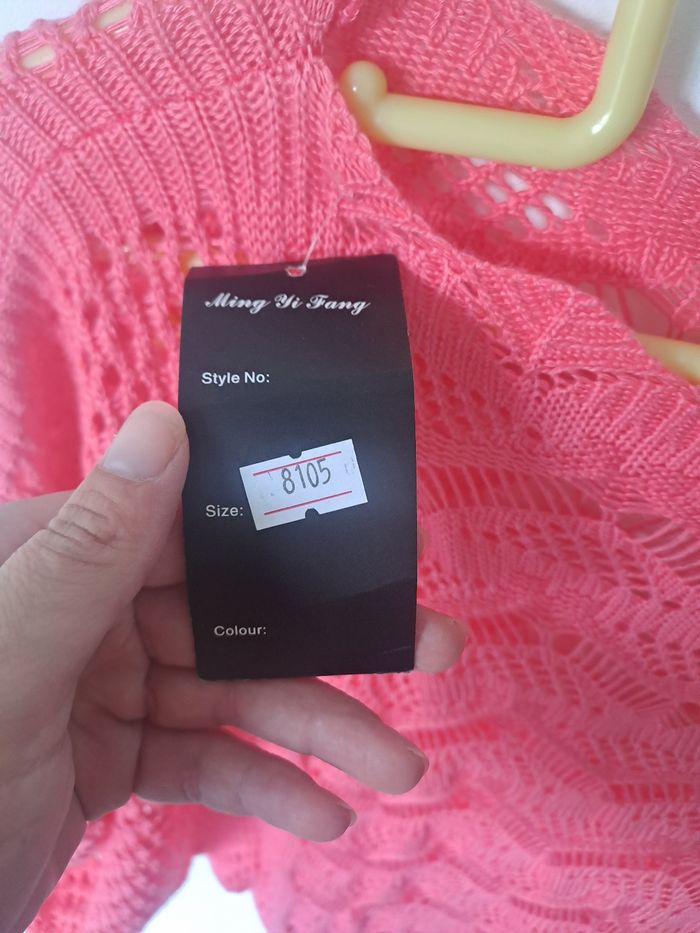 Ming Yi Fang
Style No:
8105
Size:
Colour: